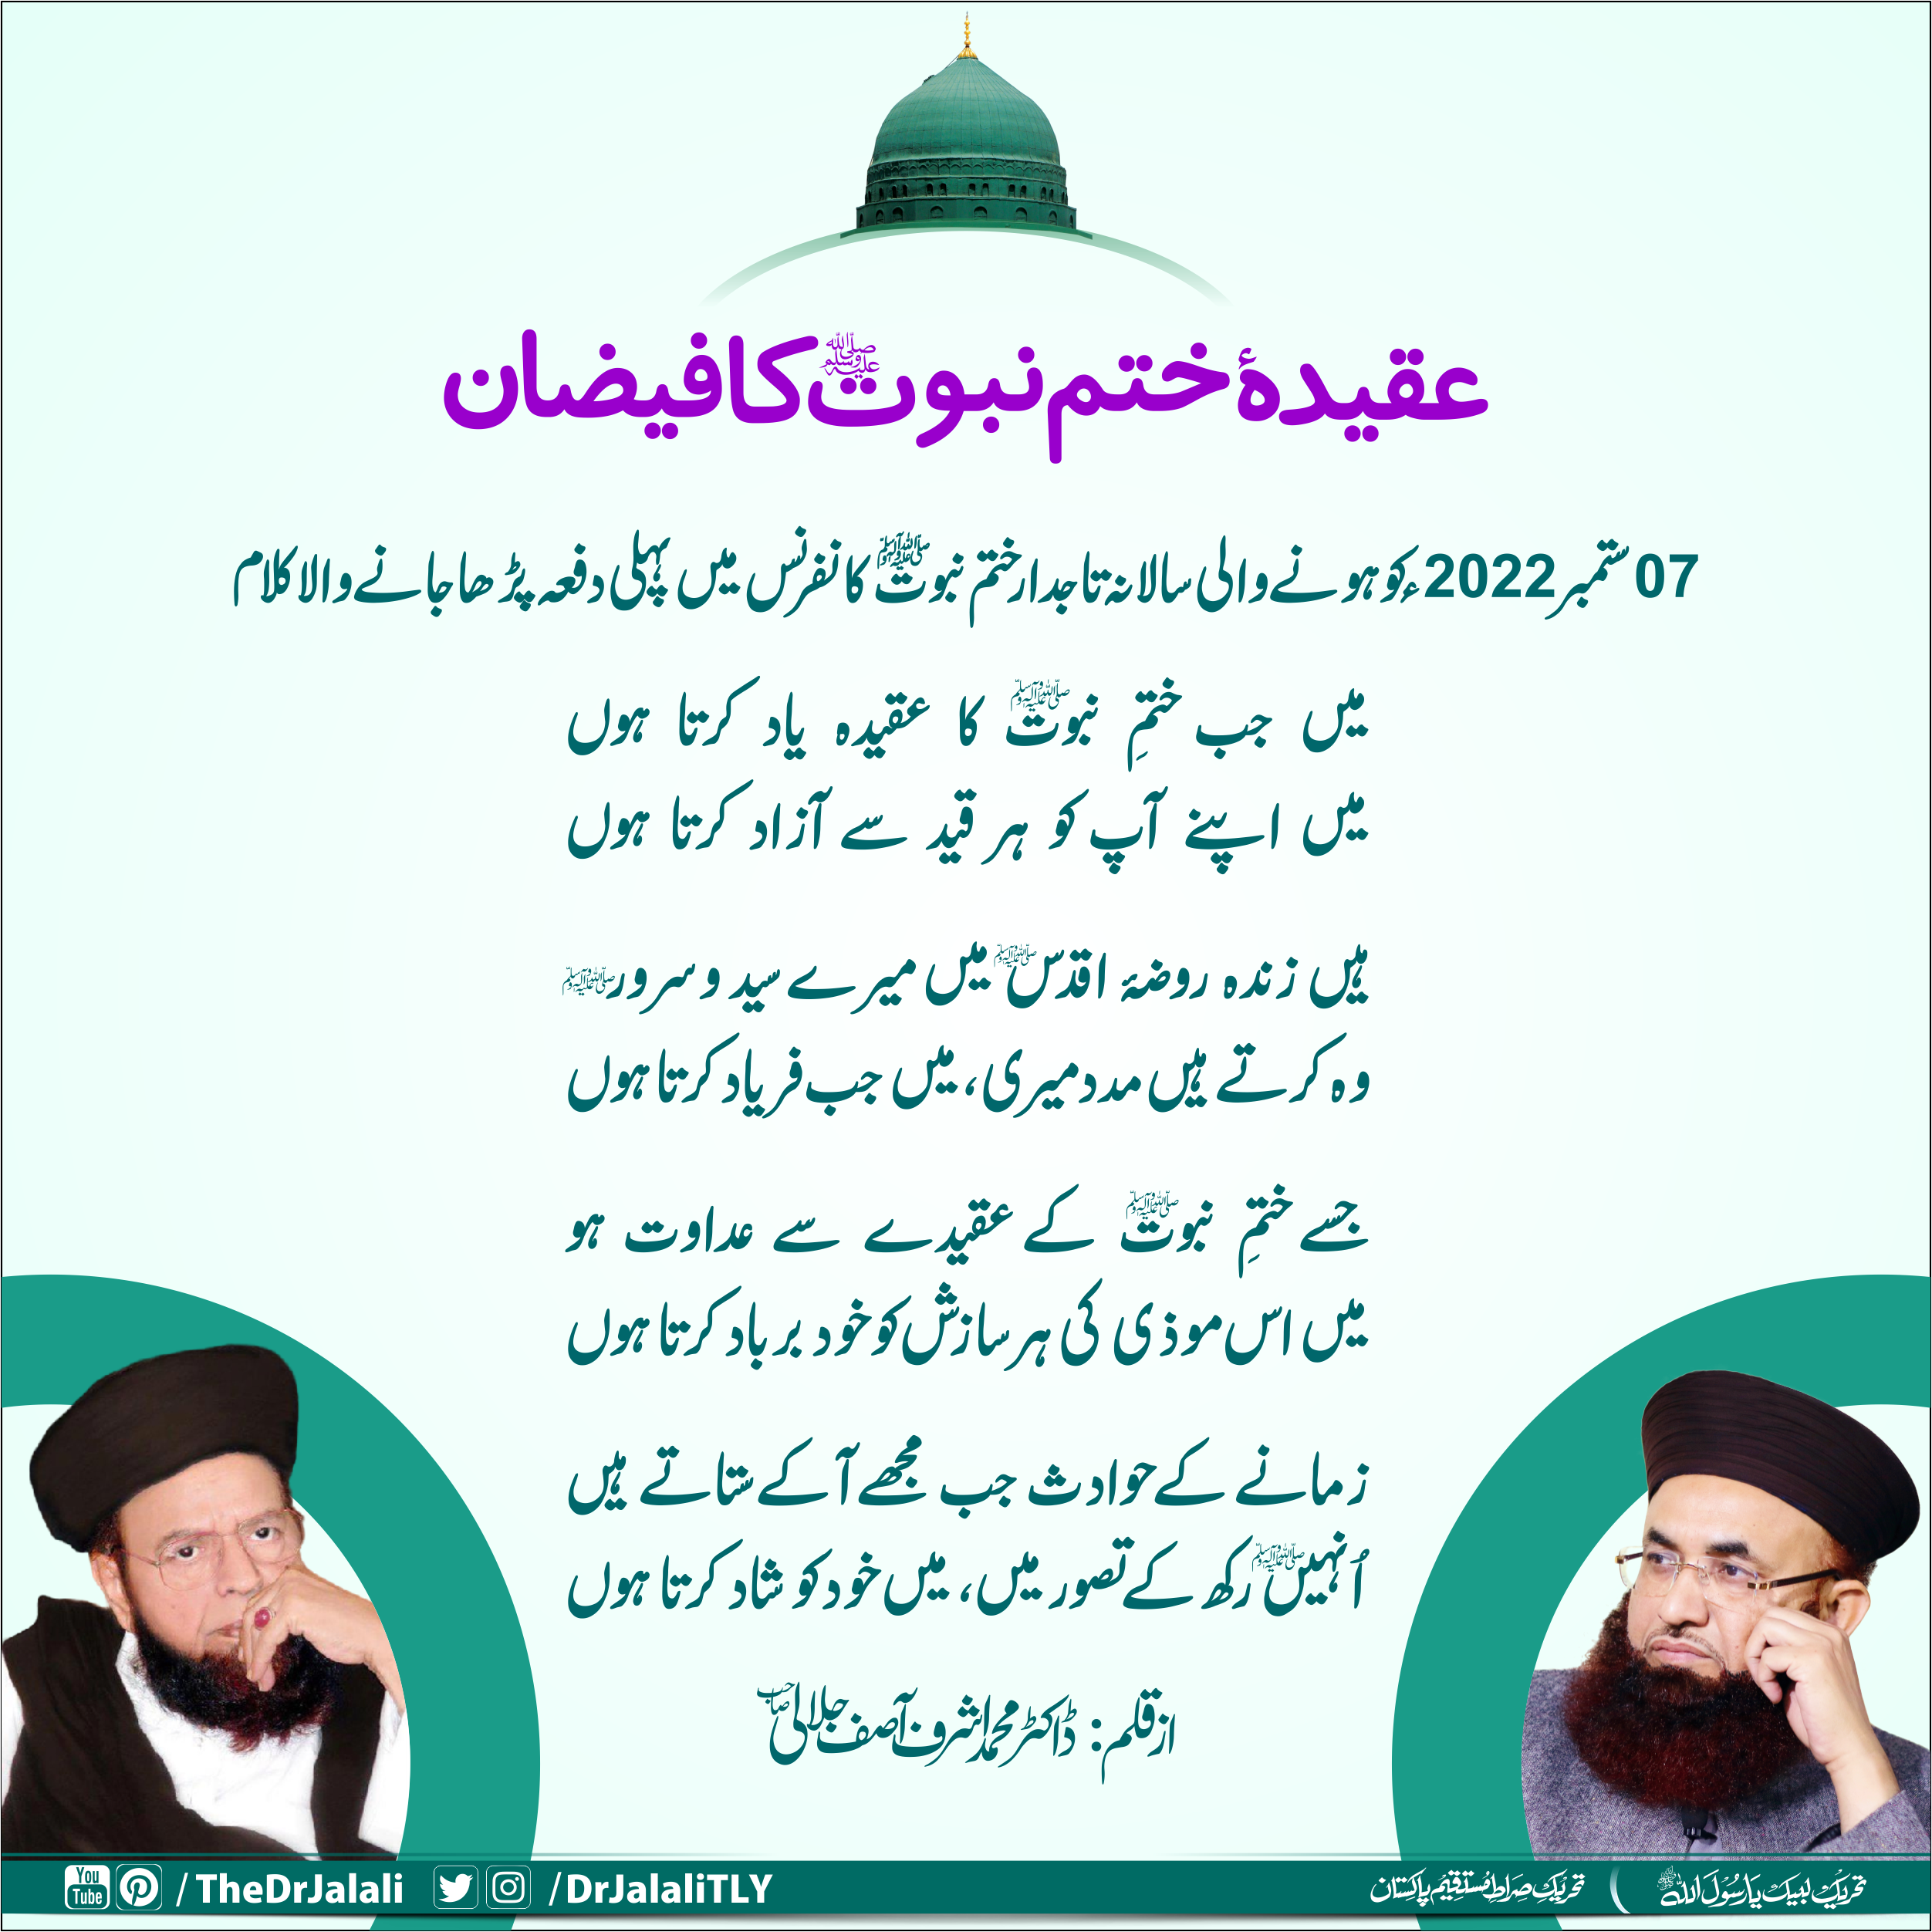 عقیدۂ ختم نبوت ﷺ کا فیضان
07 ستمبر 2022ء کو ہونے والی سالانہ تاجدار ختم نبوت ﷺ کانفرنس میں پہلی دفعہ پڑھا جانے والا کلام
میں جب ختمِ نبوت ﷺ کا عقیدہ یاد کرتا ہوں
میں اپنے آپ کو ہر قید سے آزاد کرتا ہوں
ہیں زندہ روضۂ اقدس ﷺ میں میرے سید و سرور ﷺ
وہ کرتے ہیں مدد میری، میں جب فریاد کرتا ہوں
جسے ختمِ نبوت ﷺ کے عقیدے سے عداوت ہو
میں اس موذی کی ہر سازش کو خود برباد کرتا ہوں
زمانے کے حوادث جب مجھے آ کے ستاتے ہیں
اُنہیں ﷺ رکھ کے تصور میں، میں خود کو شاد کرتا ہوں
از قلم: ڈاکٹر محمد اشرف آصف جلالی صاحب
You Tube /TheDrJalali /DrJalaliTLY تحریک صراط مستقیم پاکستان ( تحریک لبیک یا رسول اللہ ﷺ